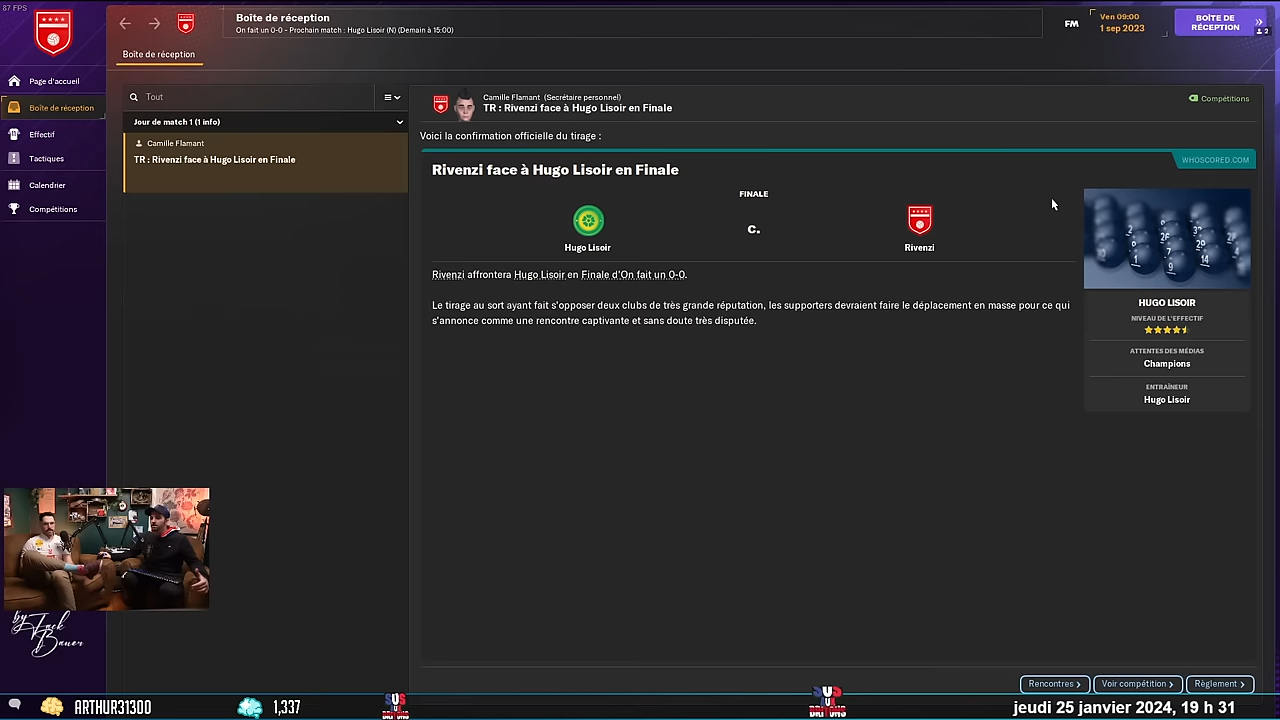 87 FPS
Boîte de réception
On fait un 0-0 - Prochain match : Hugo Lisoir (N) (Demain à 15:00)
FM
Ven 09:00
1 sep 2023
BOÎTE DE
RÉCEPTION
2
Boîte de réception
Page d'accueil
Boîte de réception
Effectif
Tactiques
Calendrier
Compétitions
Tout
Jour de match 1 (1 info)
Camille Flamant
TR : Rivenzi face à Hugo Lisoir en Finale
Camille Flamant (Secrétaire personnel)
TR : Rivenzi face à Hugo Lisoir en Finale
Compétitions
Voici la confirmation officielle du tirage :
WHOSCORED.COM
Rivenzi face à Hugo Lisoir en Finale
FINALE
C.
Hugo Lisoir
Rivenzi
Rivenzi affrontera Hugo Lisoir en Finale d'On fait un 0-0.
Le tirage au sort ayant fait s'opposer deux clubs de très grande réputation, les supporters devraient faire le déplacement en masse pour ce qui
s'annonce comme une rencontre captivante et sans doute très disputée.
HUGO LISOIR
NIVEAU DE L'EFFECTIF
ATTENTES DES MÉDIAS
Champions
ENTRAÎNEUR
Hugo Lisoir
by Jack
Bauer
Rencontres
Voir compétition
Règlement
ARTHUR31300
1,337
jeudi 25 janvier 2024, 19 h 31